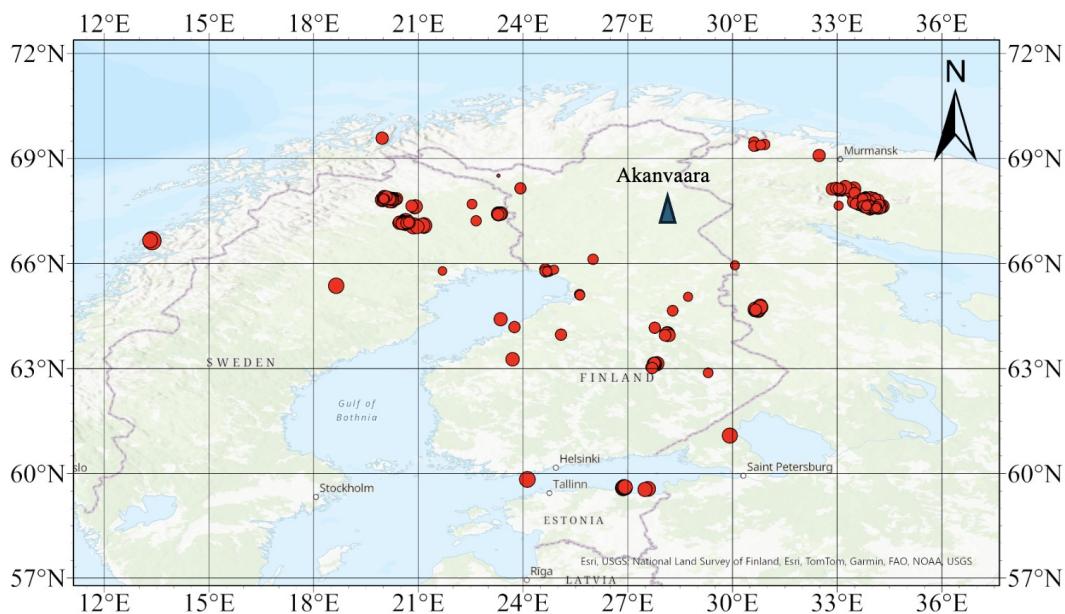 12°E 15°E 18°E 21°E 24°E 27°E 30°E 33°E 36°E
72°N 72°N
N
69°N 69°N
Murmansk
Akanvaara
66°N 66°N
SWEDEN
63°N 63°N
FINLAND
Gulf of
Bothnia
Helsinki
slo 60°N 60°N
Saint Petersburg
Stockholm
Tallinn
ESTONIA
Esri, USGS: National Land Survey of Finland, Esri, TomTom, Garmin, FAO, NOAA, USGS
Rīga
LATVIA
57°N 57°N
12°E 15°E 18°E 21°E 24°E 27°E 30°E 33°E 36°E